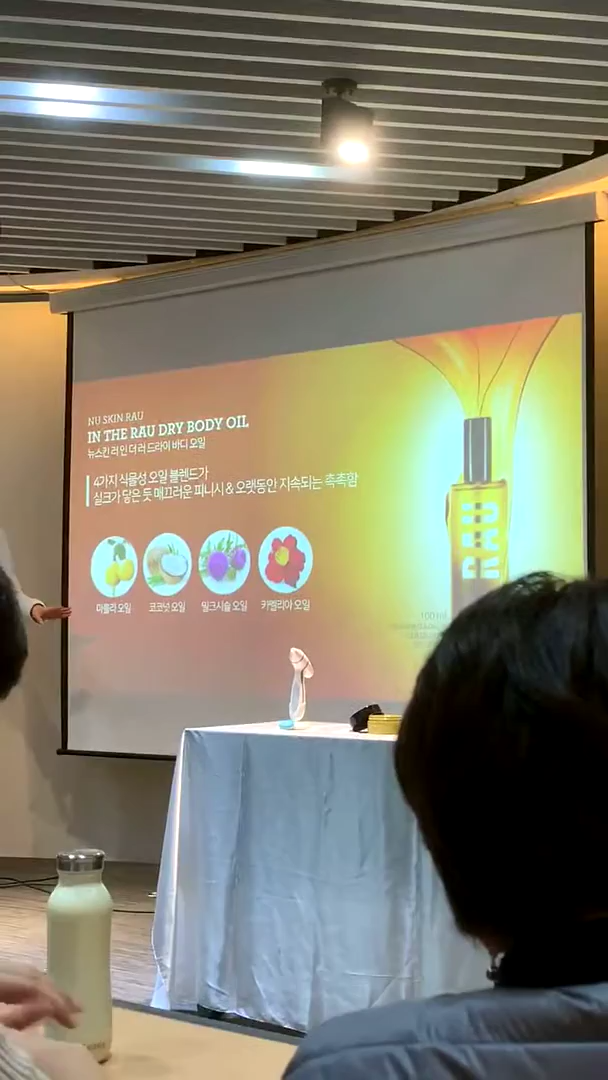 NU SKIN RAU
IN THE RAU DRY BODY OIL
뉴스킨 라 인 더 라 드라이 바디 오일
4가지 식물성 오일 블렌드가
실크가 닿은 듯 매끄러운 피니시 & 오랫동안 지속되는 촉촉함
마룰라 오일
코코넛 오일
밀크시슬 오일
카멜리아 오일
RAU
100 ml